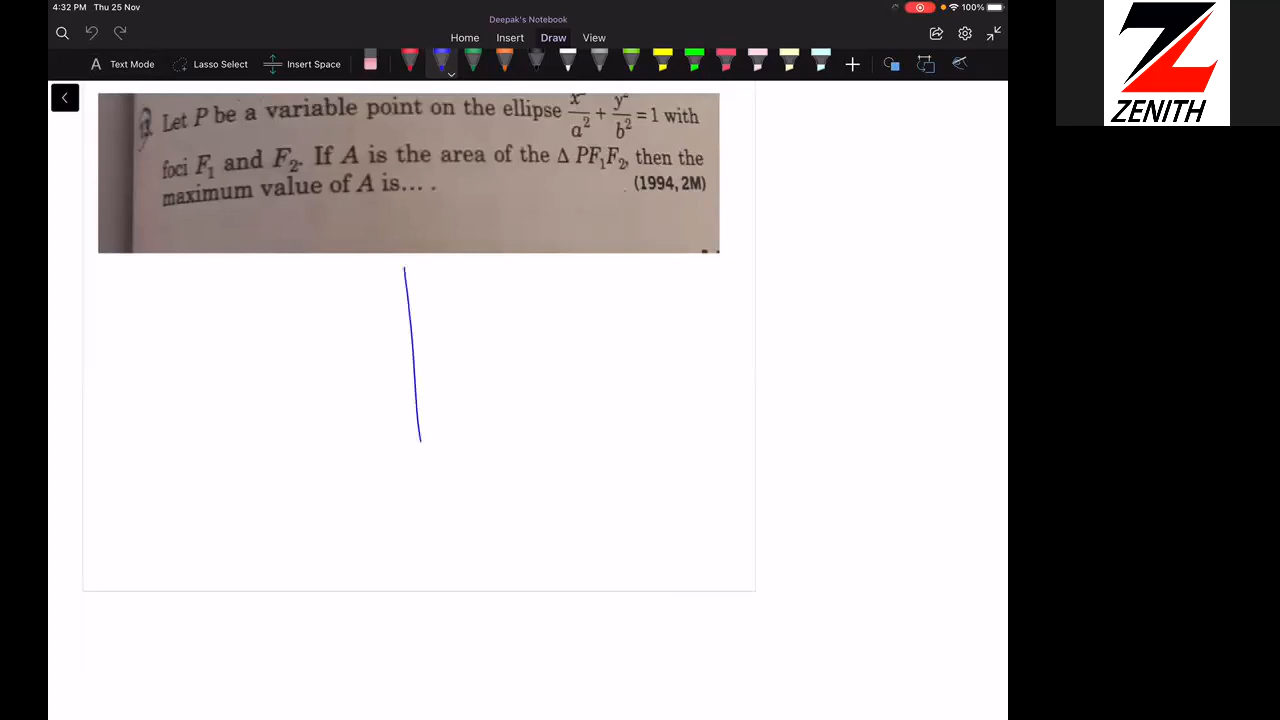 4:32 PM Thu 25 Nov
100%
Deepak's Notebook
Home Insert Draw View
Text Mode Lasso Select Insert Space
Let P be a variable point on the ellipse x²/a² + y²/b² = 1 with
foci F₁ and F₂. If A is the area of the Δ PF₁F₂, then the
maximum value of A is... .
(1994, 2M)
ZENITH